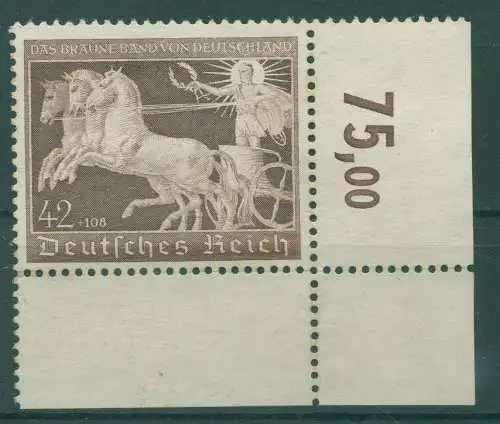 DAS BRAUNE BAND VON DEUTSCHLAND
42 +108
Deutsches Reich
75,00